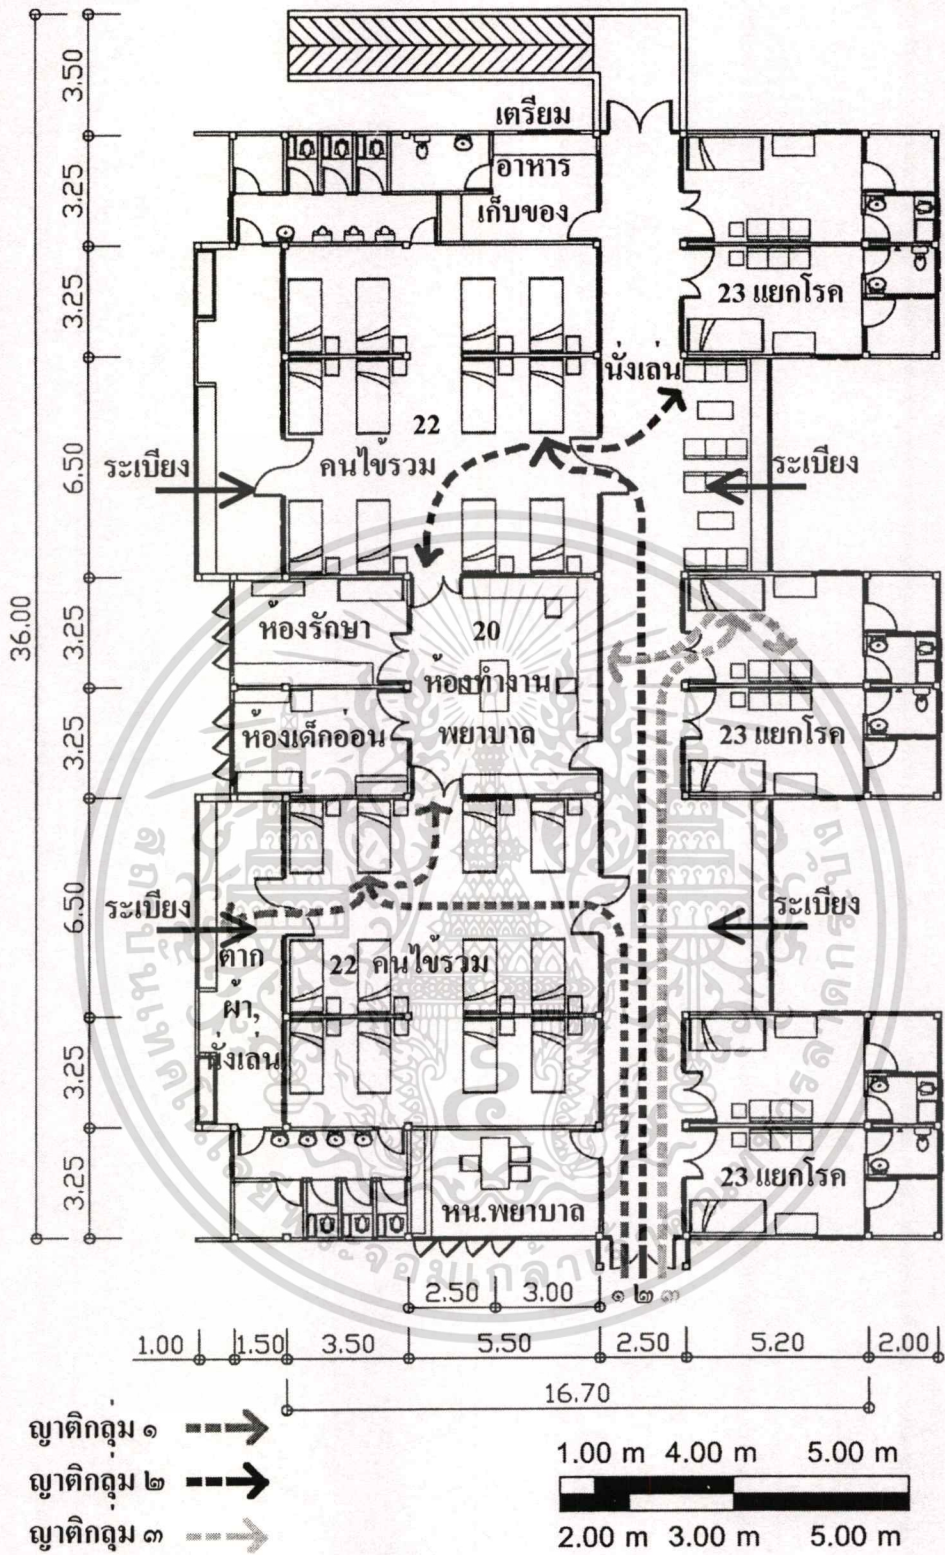 เตรียม
อาหาร
เก็บของ
23 แยกโรค
นั่งเล่น
22
คนไข้รวม
ระเบียง
ระเบียง
ห้องรักษา
20
ห้องทำงาน
พยาบาล
ห้องเด็กอ่อน
23 แยกโรค
ระเบียง
ระเบียง
ตาก
ผ้า,
นั่งเล่น
22 คนไข้รวม
23 แยกโรค
หน.พยาบาล
3.50
3.25
3.25
6.50
3.25
3.25
6.50
3.25
3.25
36.00
2.50 3.00
๑ ๒ ๓
1.00 1.50 3.50 5.50 2.50 5.20 2.00
16.70
ญาติกลุ่ม ๑
ญาติกลุ่ม ๒
ญาติกลุ่ม ๓
1.00 m 4.00 m 5.00 m
2.00 m 3.00 m 5.00 m